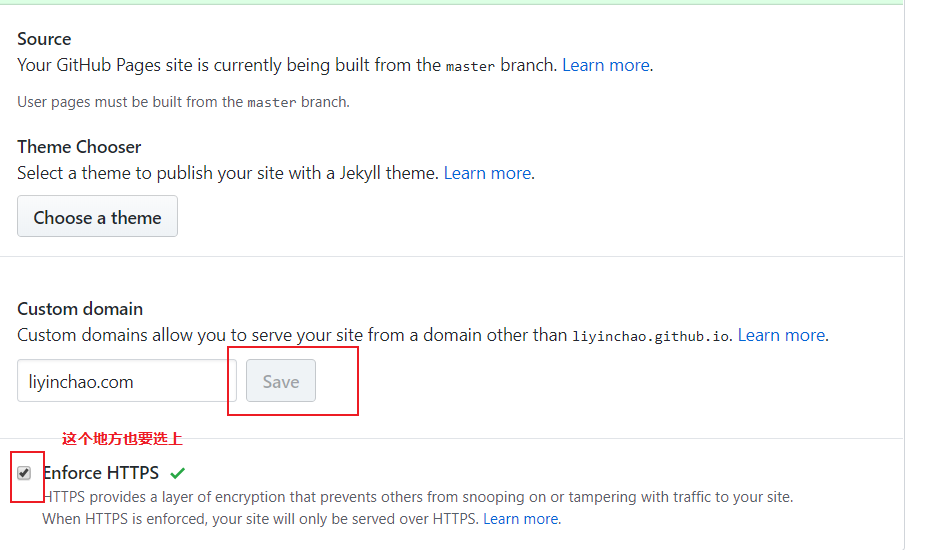 Source
Your GitHub Pages site is currently being built from the master branch. Learn more.
User pages must be built from the master branch.
Theme Chooser
Select a theme to publish your site with a Jekyll theme. Learn more.
Choose a theme
Custom domain
Custom domains allow you to serve your site from a domain other than liyinchao.github.io. Learn more.
liyinchao.com Save
这个地方也要选上
Enforce HTTPS
HTTPS provides a layer of encryption that prevents others from snooping on or tampering with traffic to your site.
When HTTPS is enforced, your site will only be served over HTTPS. Learn more.